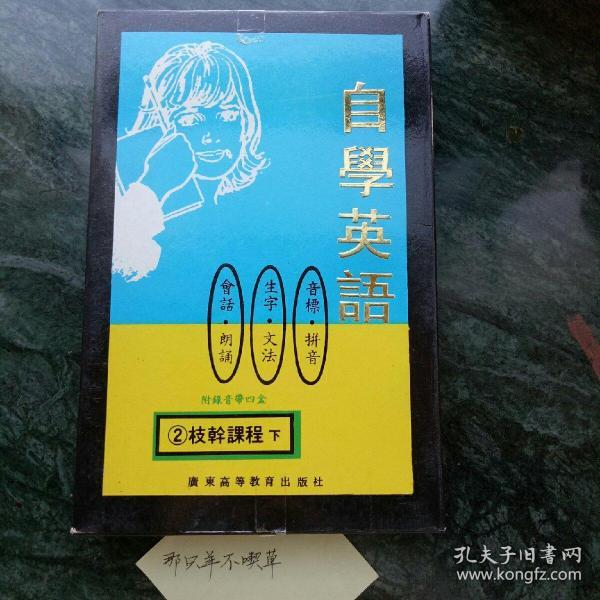 自學英語
音標・拼音
生字・文法
會話・朗誦
附錄音帶四盒
②枝幹課程 下
廣東高等教育出版社
那只羊不喫草
孔夫子旧书网
www.kongfz.com